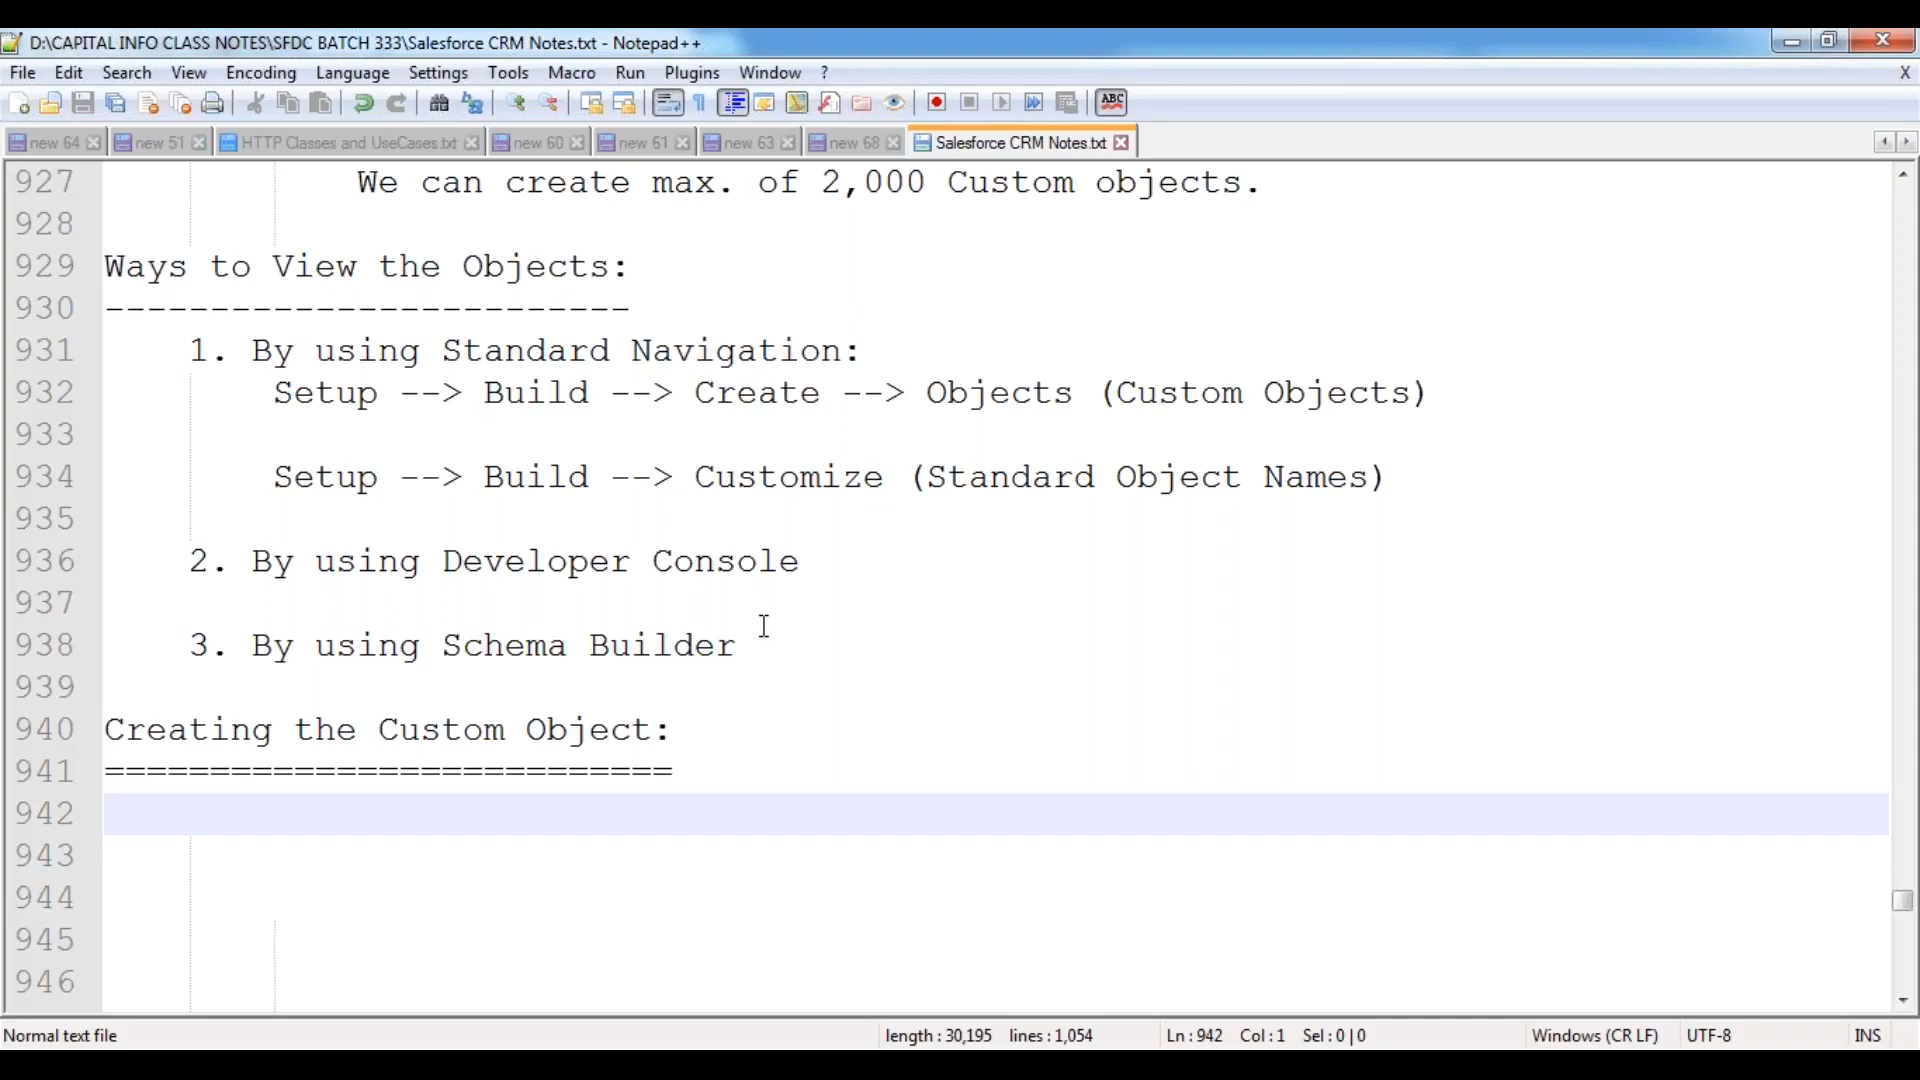 D:\CAPITAL INFO CLASS NOTES\SFDC BATCH 333\Salesforce CRM Notes.txt - Notepad++
File Edit Search View Encoding Language Settings Tools Macro Run Plugins Window ? X
ABC
new 64 new 51 HTTP Classes and UseCases.txt new 60 new 61 new 63 new 68 Salesforce CRM Notes.txt
927 We can create max. of 2,000 Custom objects.
928
929 Ways to View the Objects:
930 -------------------------
931 1. By using Standard Navigation:
932 Setup --> Build --> Create --> Objects (Custom Objects)
933
934 Setup --> Build --> Customize (Standard Object Names)
935
936 2. By using Developer Console
937
938 3. By using Schema Builder
939
940 Creating the Custom Object:
941 ===========================
942
943
944
945
946
Normal text file length : 30,195 lines : 1,054 Ln : 942 Col : 1 Sel : 0 | 0 Windows (CR LF) UTF-8 INS